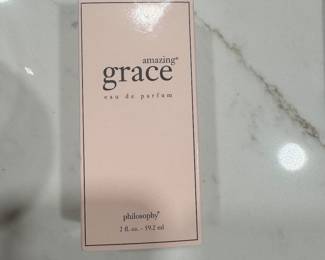 amazing®
grace
eau de parfum
philosophy®
2 fl. oz. - 59.2 ml